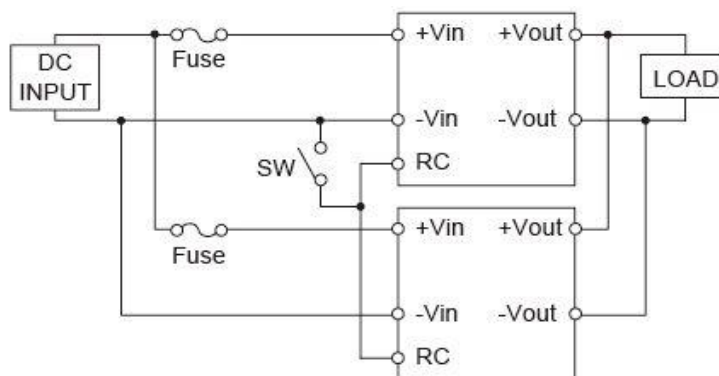 +Vin +Vout
Fuse
DC
INPUT
LOAD
-Vin -Vout
SW
RC
+Vin +Vout
Fuse
-Vin -Vout
RC